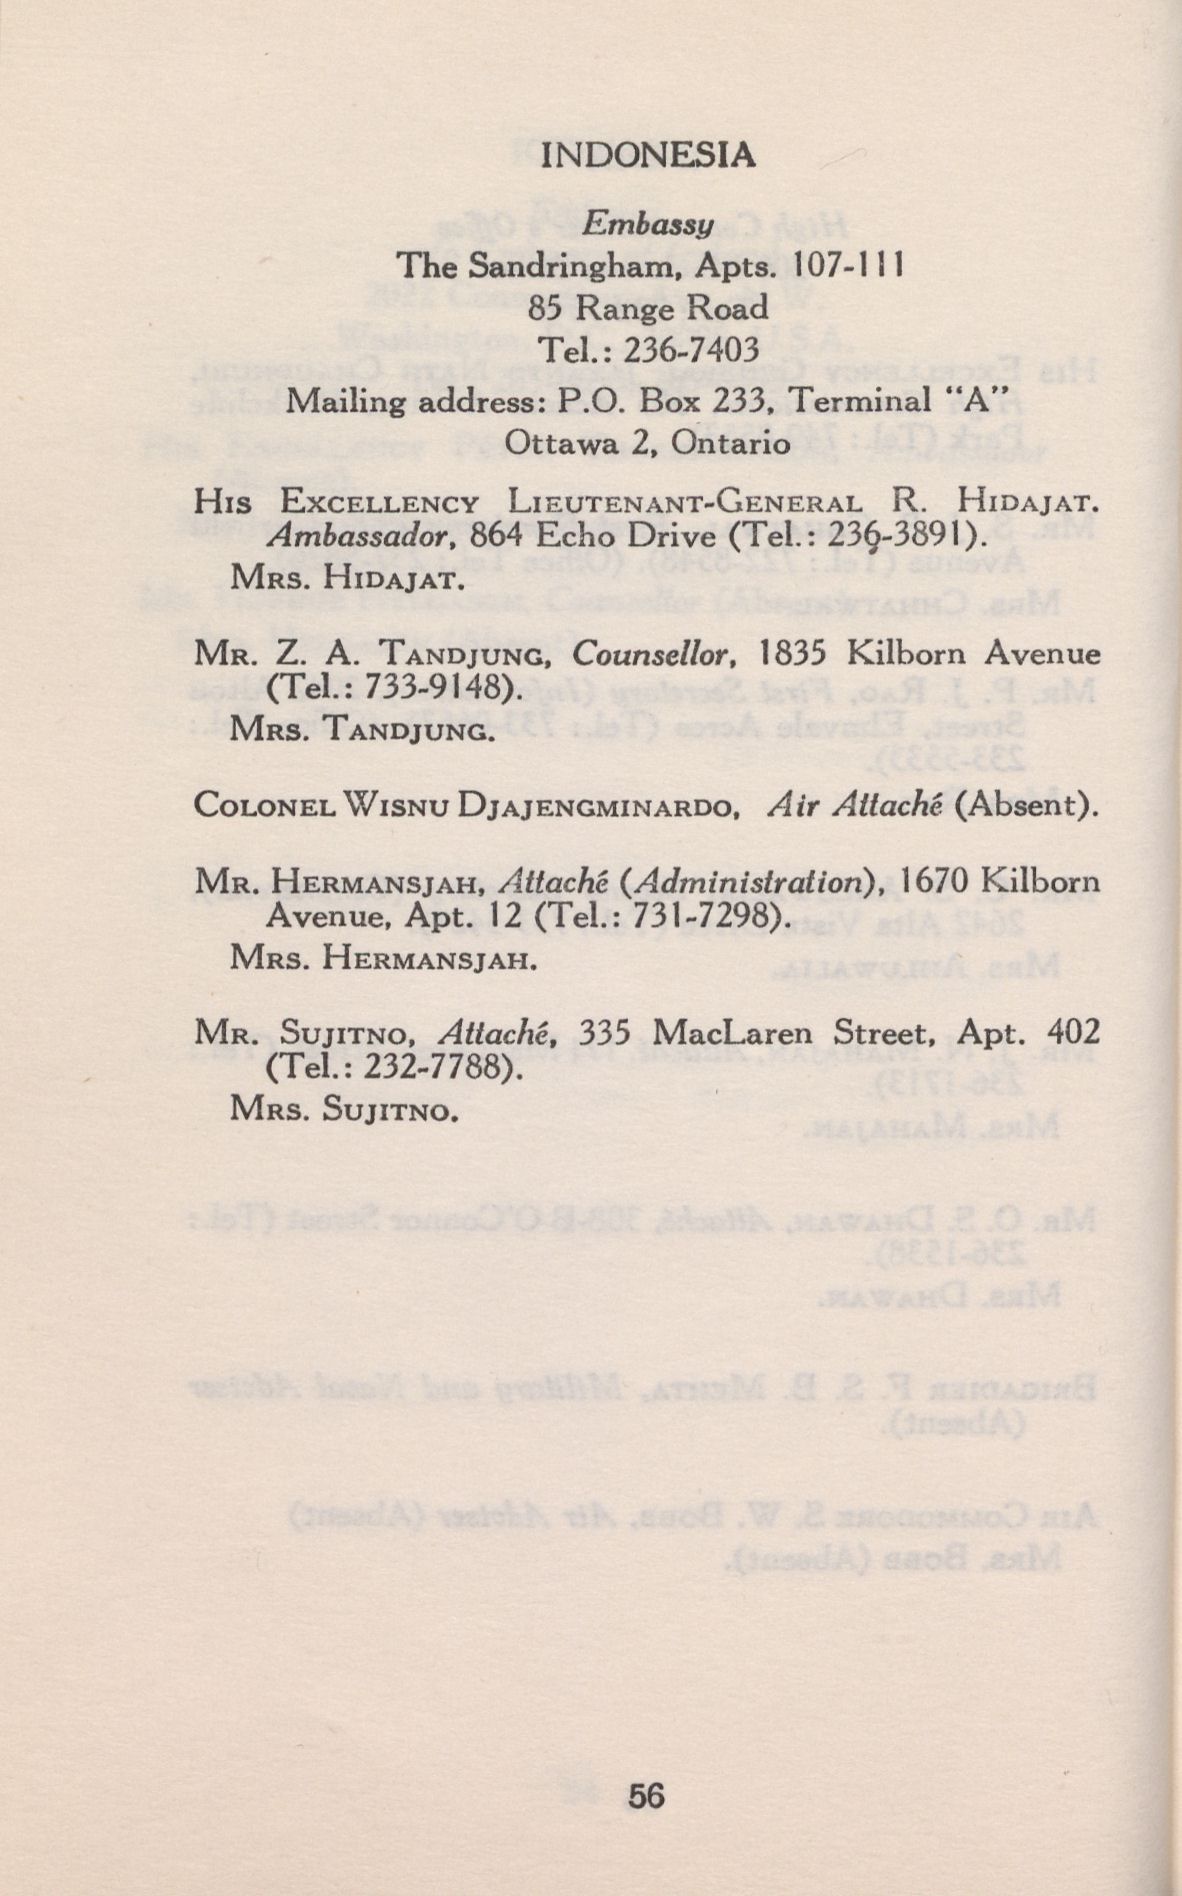 INDONESIA
Embassy
The Sandringham, Apts. 107-111
85 Range Road
Tel.: 236-7403
Mailing address: P.O. Box 233, Terminal “A”
Ottawa 2, Ontario
His Excellency Lieutenant-General R. Hidajat.
Ambassador, 864 Echo Drive (Tel.: 236-3891).
Mrs. Hidajat.
Mr. Z. A. Tandjung, Counsellor, 1835 Kilborn Avenue
(Tel.: 733-9148).
Mrs. Tandjung.
Colonel Wisnu Djajengminardo, Air Attaché (Absent).
Mr. Hermansjah, Attaché (Administration), 1670 Kilborn
Avenue, Apt. 12 (Tel.: 731-7298).
Mrs. Hermansjah.
Mr. Sujitno, Attaché, 335 MacLaren Street, Apt. 402
(Tel.: 232-7788).
Mrs. Sujitno.
56